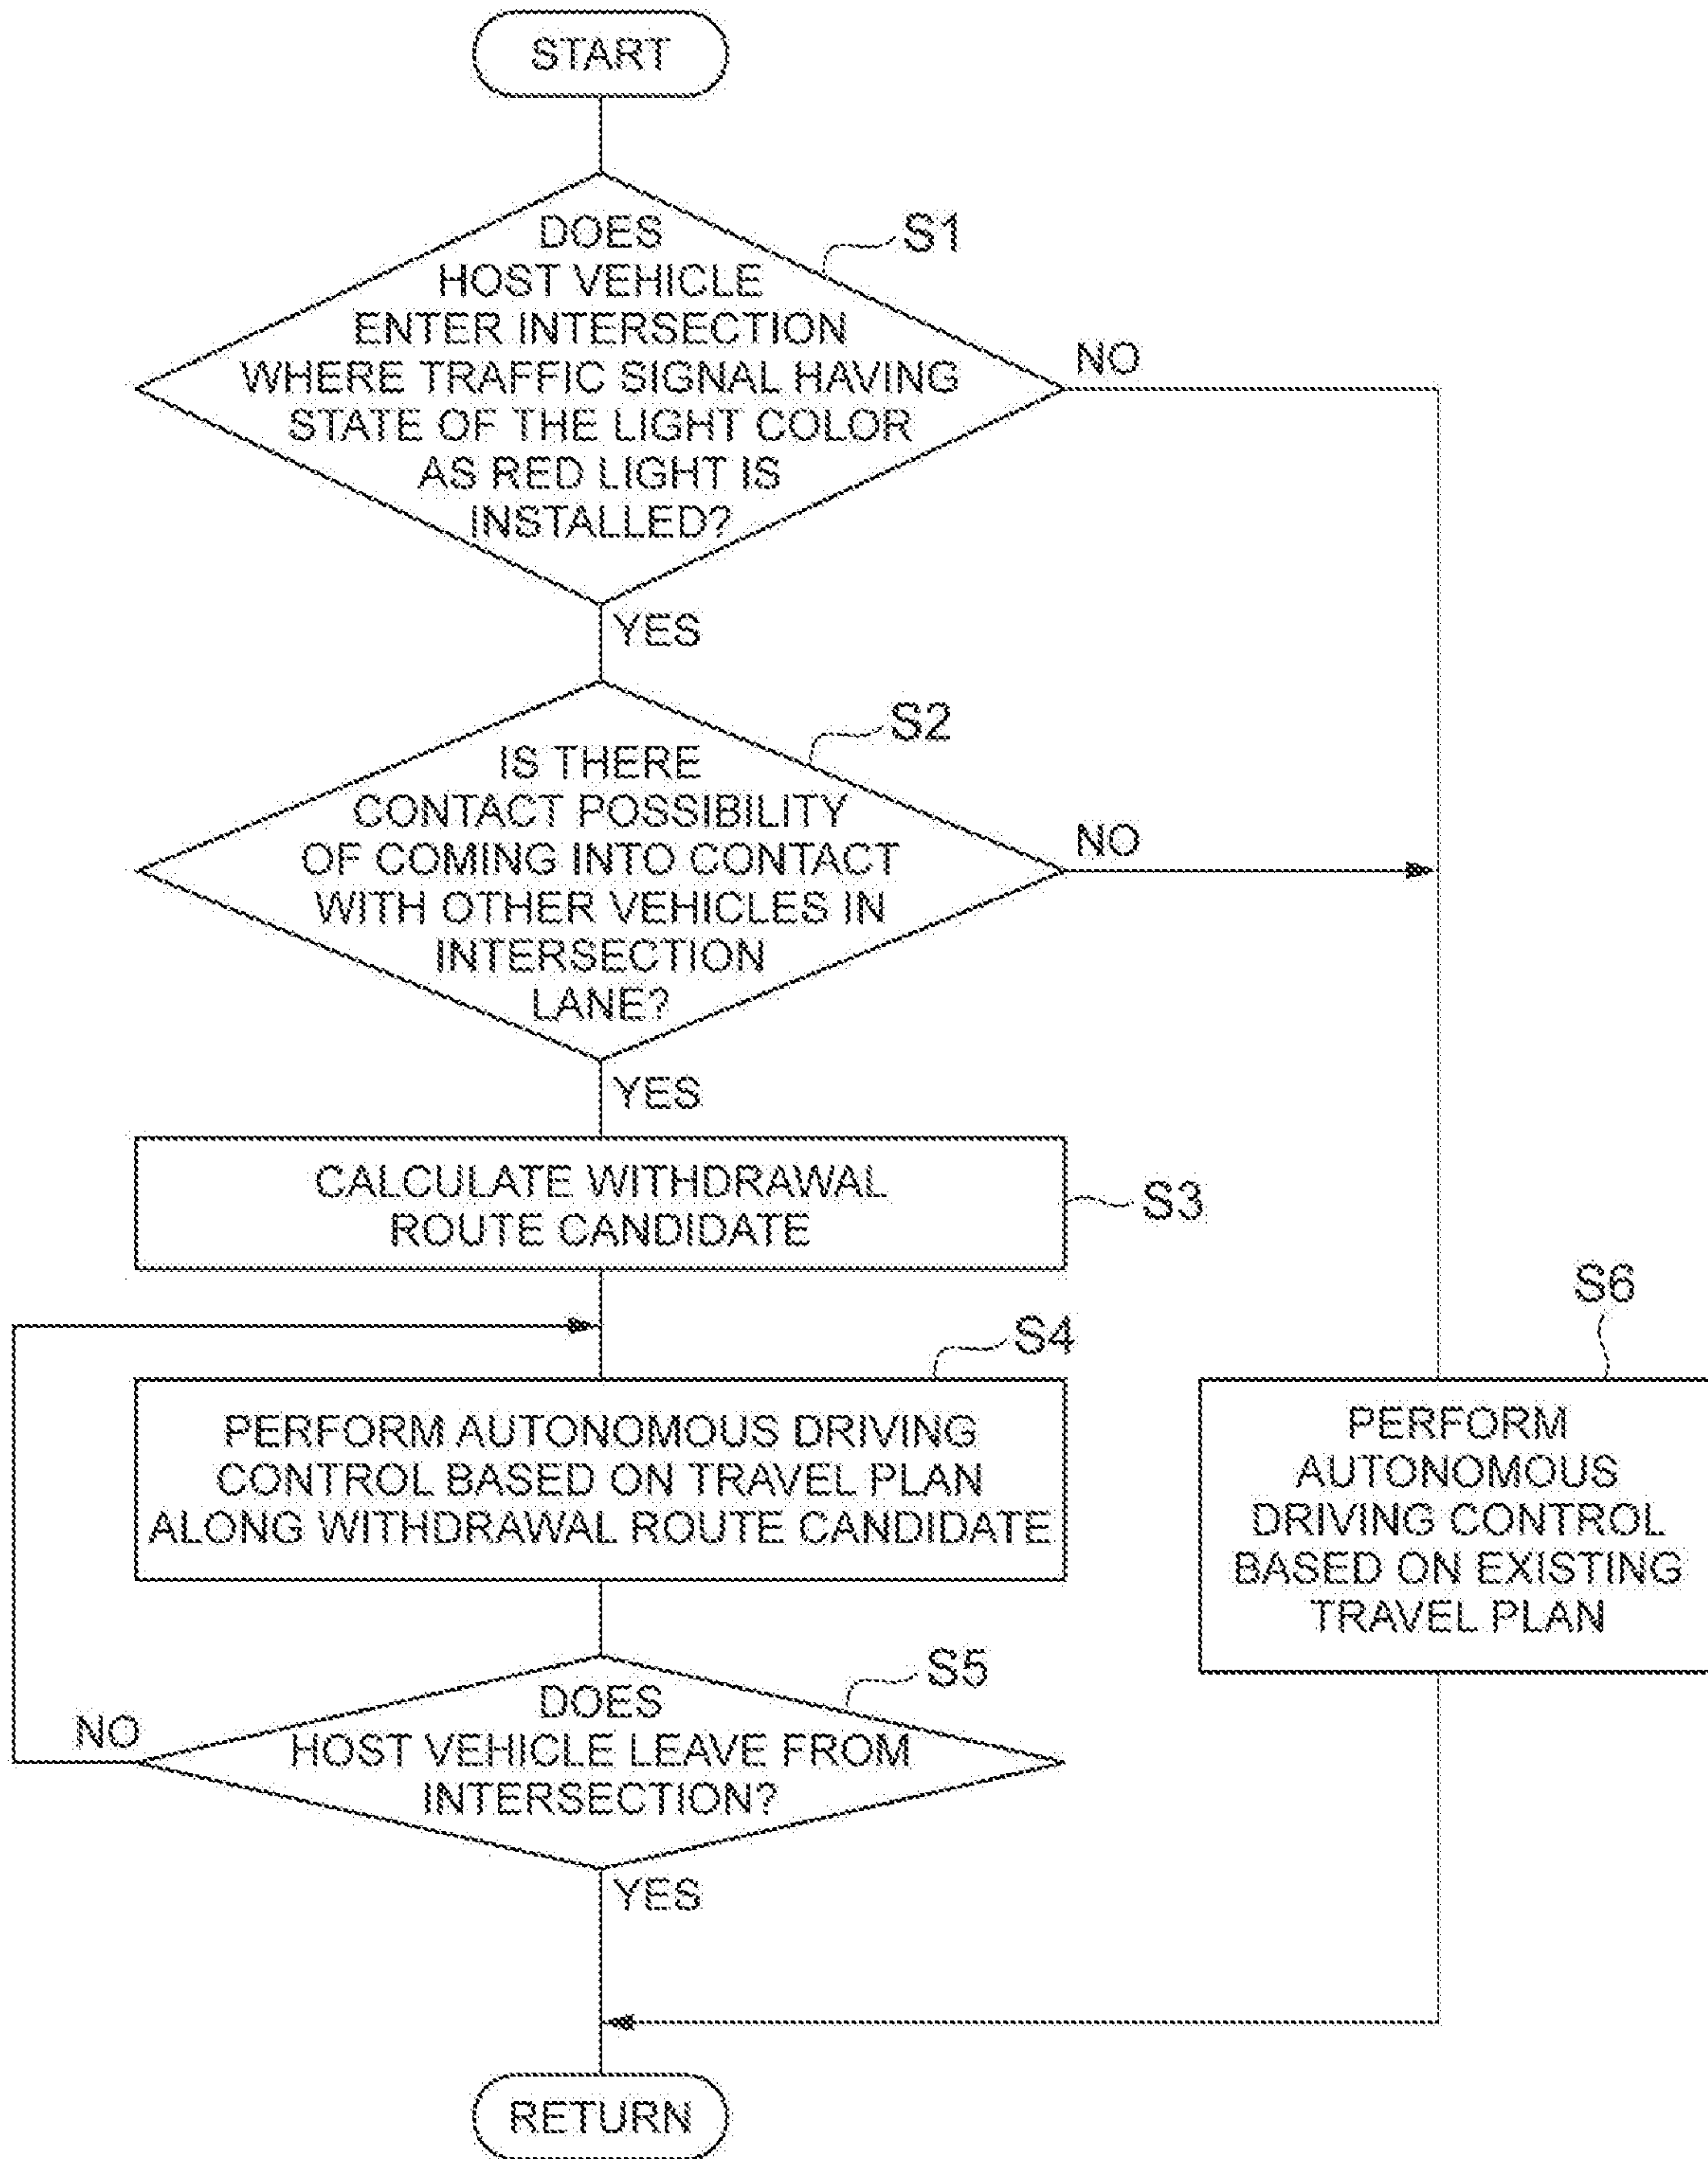 START
DOES
HOST VEHICLE
ENTER INTERSECTION
WHERE TRAFFIC SIGNAL HAVING
STATE OF THE LIGHT COLOR
AS RED LIGHT IS
INSTALLED?
S1
NO
YES
IS THERE
CONTACT POSSIBILITY
OF COMING INTO CONTACT
WITH OTHER VEHICLES IN
INTERSECTION
LANE?
S2
NO
YES
CALCULATE WITHDRAWAL
ROUTE CANDIDATE
S3
PERFORM AUTONOMOUS DRIVING
CONTROL BASED ON TRAVEL PLAN
ALONG WITHDRAWAL ROUTE CANDIDATE
S4
DOES
HOST VEHICLE LEAVE FROM
INTERSECTION?
S5
NO
YES
S6
PERFORM
AUTONOMOUS
DRIVING CONTROL
BASED ON EXISTING
TRAVEL PLAN
RETURN